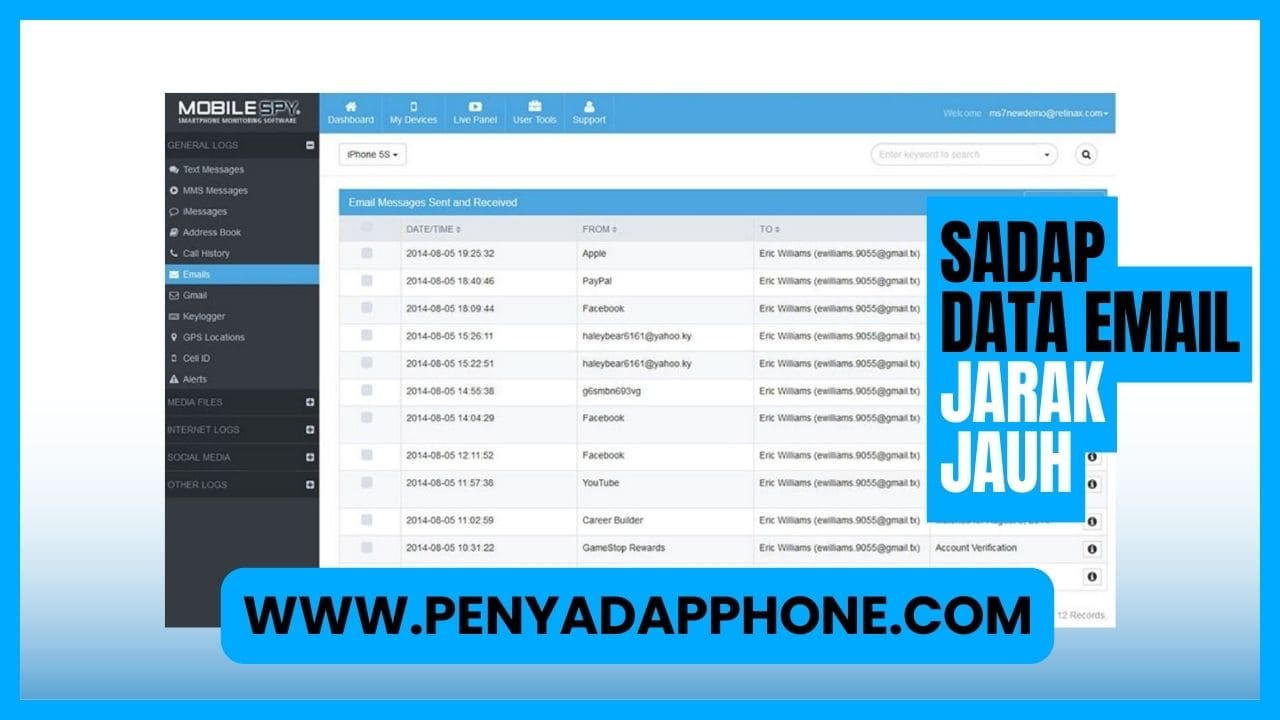 MOBILE SPY.
SMARTPHONE MONITORING SOFTWARE
Dashboard
My Devices
Live Panel
User Tools
Support
Welcome ms7newdemo@retinax.com
GENERAL LOGS
Text Messages
MMS Messages
iMessages
Address Book
Call History
Emails
Gmail
Keylogger
GPS Locations
Cell ID
Alerts
MEDIA FILES
INTERNET LOGS
SOCIAL MEDIA
OTHER LOGS
iPhone 5S
Enter keyword to search
Email Messages Sent and Received
DATE/TIME FROM TO
2014-08-05 19:25:32 Apple Eric Williams (ewilliams.9055@gmail.tx)
2014-08-05 18:40:46 PayPal Eric Williams (ewilliams.9055@gmail.tx)
2014-08-05 18:09:44 Facebook Eric Williams (ewilliams.9055@gmail.tx)
2014-08-05 15:26:11 haleybear6161@yahoo.ky Eric Williams (ewilliams.9055@gmail.tx)
2014-08-05 15:22:51 haleybear6161@yahoo.ky Eric Williams (ewilliams.9055@gmail.tx)
2014-08-05 14:55:38 g6smbn693vg Eric Williams (ewilliams.9055@gmail.tx)
2014-08-05 14:04:29 Facebook Eric Williams (ewilliams.9055@gmail.tx)
2014-08-05 12:11:52 Facebook Eric Williams (ewilliams.9055@gmail.tx)
2014-08-05 11:57:38 YouTube Eric Williams (ewilliams.9055@gmail.tx)
2014-08-05 11:02:59 Career Builder Eric Williams (ewilliams.9055@gmail.tx)
2014-08-05 10:31:22 GameStop Rewards Eric Williams (ewilliams.9055@gmail.tx) Account Verification
12 Records
SADAP
DATA EMAIL
JARAK
JAUH
WWW.PENYADAPPHONE.COM